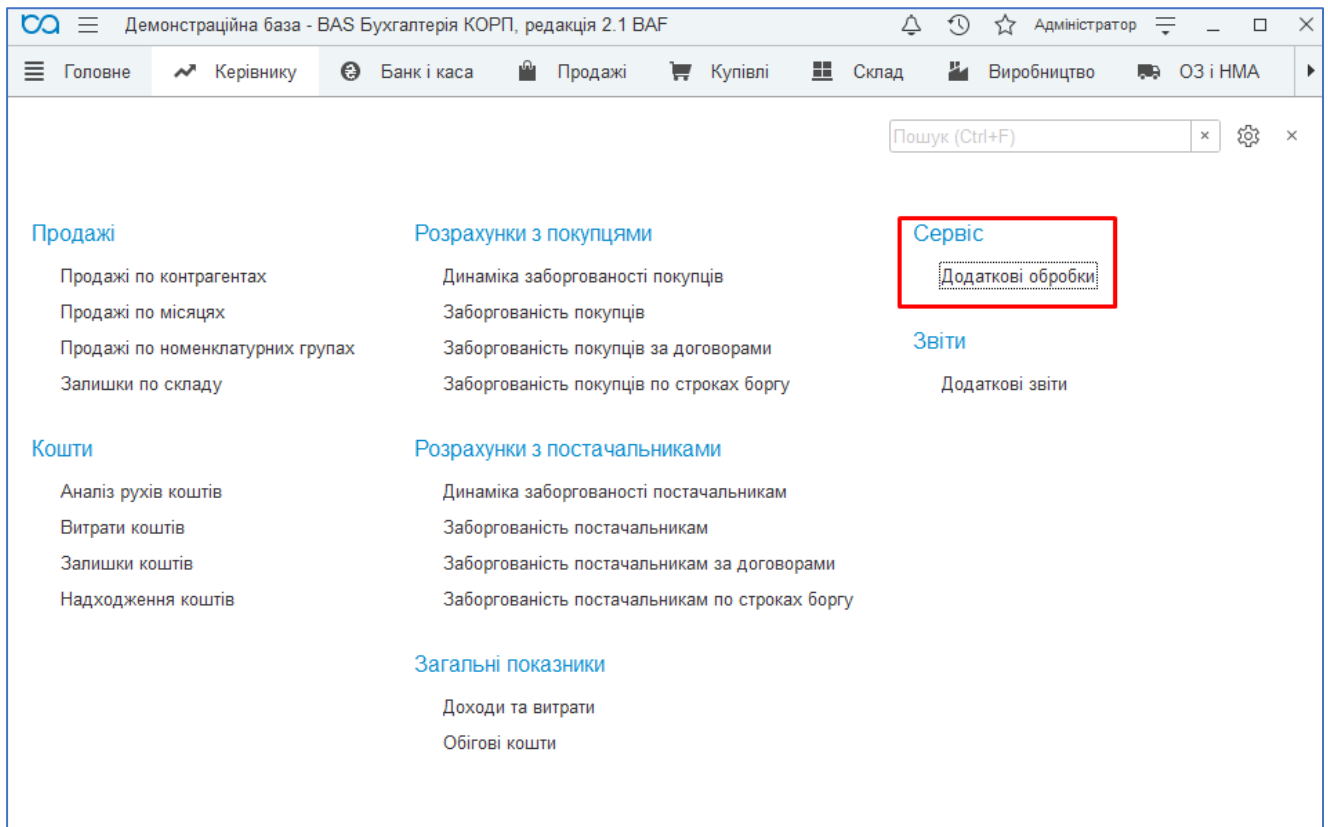 Демонстраційна база - BAS Бухгалтерія КОРП, редакція 2.1 BAF
Адміністратор
Головне Керівнику Банк і каса Продажі Купівлі Склад Виробництво ОЗ і НМА
Пошук (Ctrl+F)
Продажі
Продажі по контрагентах
Продажі по місяцях
Продажі по номенклатурних групах
Залишки по складу
Кошти
Аналіз рухів коштів
Витрати коштів
Залишки коштів
Надходження коштів
Розрахунки з покупцями
Динаміка заборгованості покупців
Заборгованість покупців
Заборгованість покупців за договорами
Заборгованість покупців по строках боргу
Розрахунки з постачальниками
Динаміка заборгованості постачальникам
Заборгованість постачальникам
Заборгованість постачальникам за договорами
Заборгованість постачальникам по строках боргу
Загальні показники
Доходи та витрати
Обігові кошти
Сервіс
Додаткові обробки
Звіти
Додаткові звіти